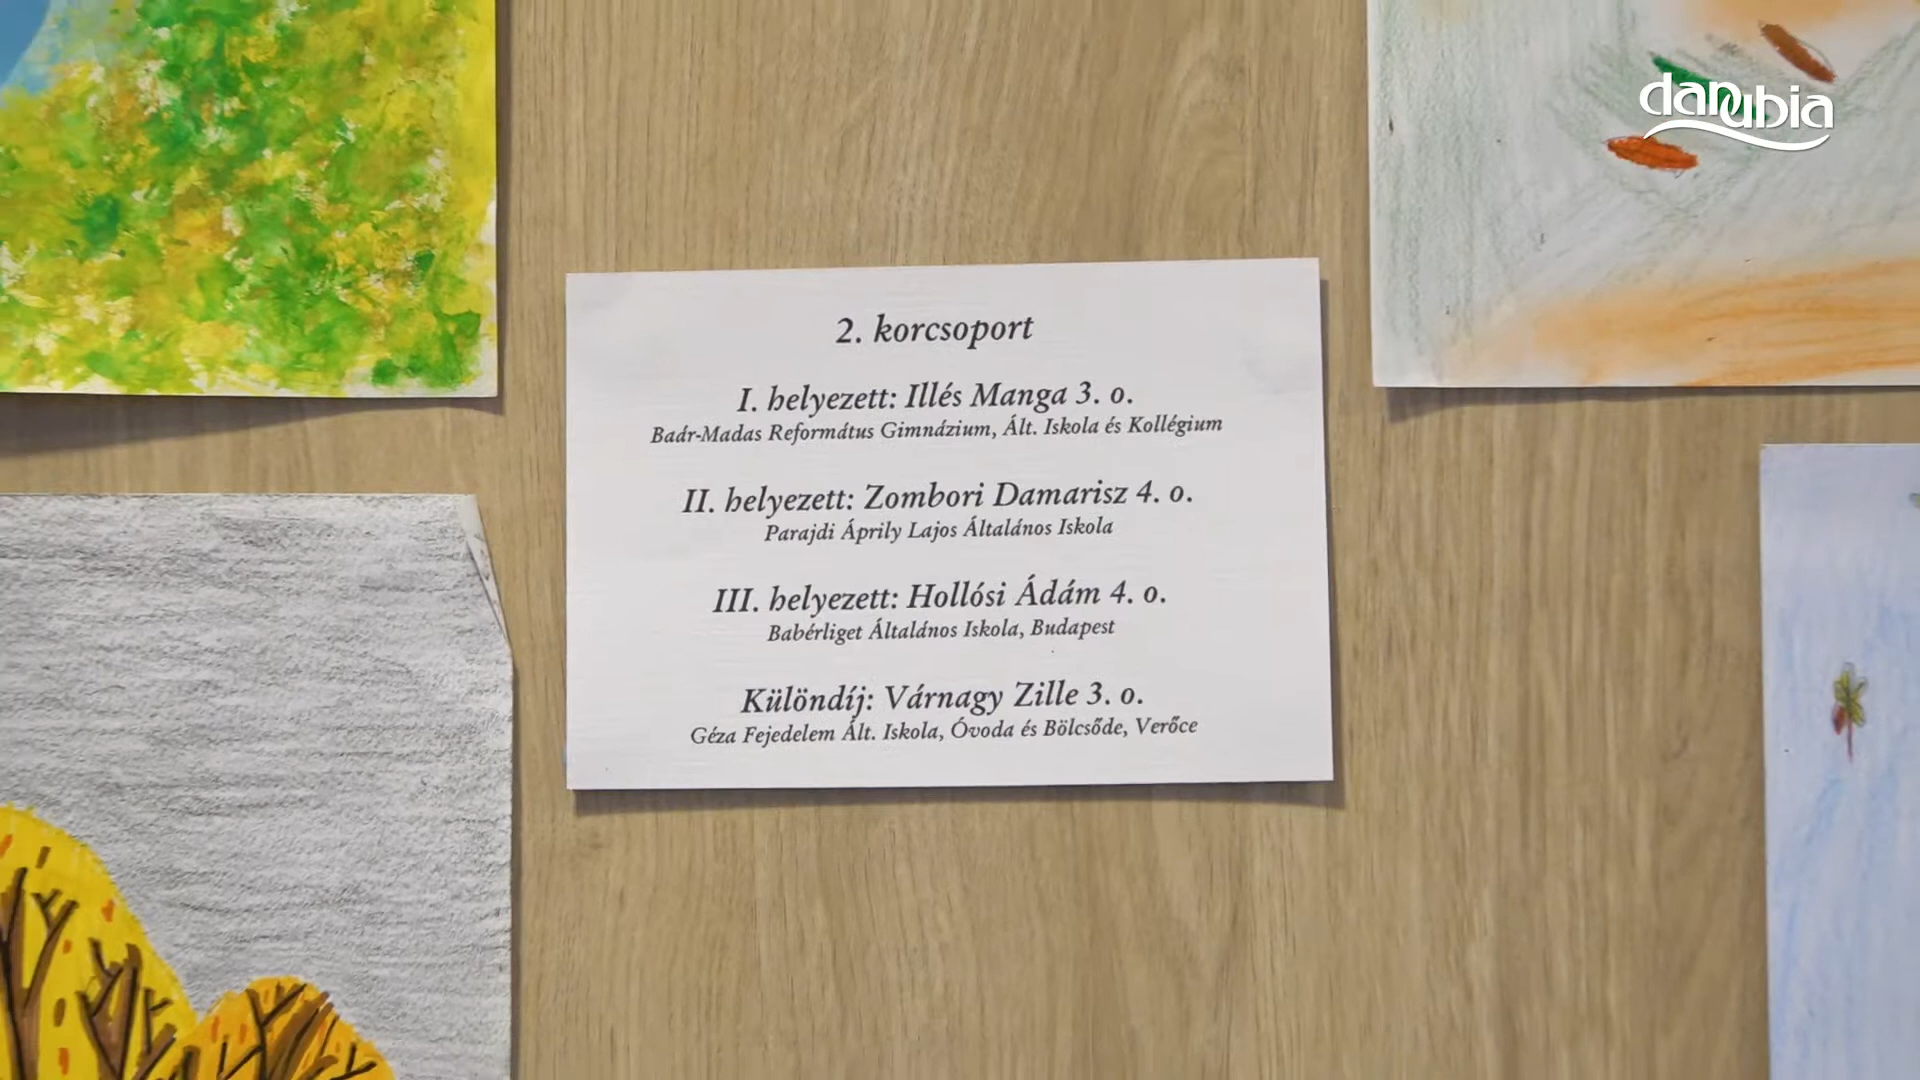 danubia
2. korcsoport
I. helyezett: Illés Manga 3. o.
Baár-Madas Református Gimnázium, Ált. Iskola és Kollégium
II. helyezett: Zombori Damarisz 4. o.
Parajdi Áprily Lajos Általános Iskola
III. helyezett: Hollósi Ádám 4. o.
Babérliget Általános Iskola, Budapest
Különdíj: Várnagy Zille 3. o.
Géza Fejedelem Ált. Iskola, Óvoda és Bölcsőde, Verőce